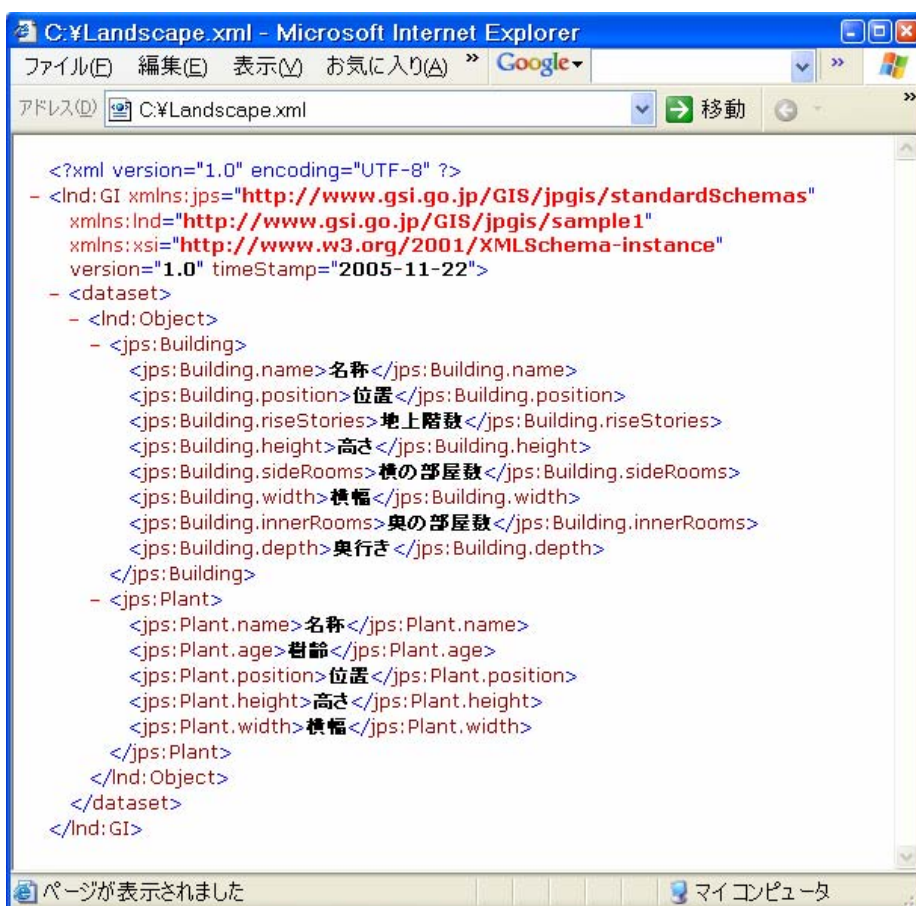 C:¥Landscape.xml - Microsoft Internet Explorer
ファイル(F) 編集(E) 表示(V) お気に入り(A) » Google
アドレス(D) C:¥Landscape.xml 移動 »
<?xml version="1.0" encoding="UTF-8" ?>
- <lnd:GI xmlns:jps="http://www.gsi.go.jp/GIS/jpgis/standardSchemas"
xmlns:lnd="http://www.gsi.go.jp/GIS/jpgis/sample1"
xmlns:xsi="http://www.w3.org/2001/XMLSchema-instance"
version="1.0" timeStamp="2005-11-22">
- <dataset>
- <lnd:Object>
- <jps:Building>
<jps:Building.name>名称</jps:Building.name>
<jps:Building.position>位置</jps:Building.position>
<jps:Building.riseStories>地上階数</jps:Building.riseStories>
<jps:Building.height>高さ</jps:Building.height>
<jps:Building.sideRooms>横の部屋数</jps:Building.sideRooms>
<jps:Building.width>横幅</jps:Building.width>
<jps:Building.innerRooms>奥の部屋数</jps:Building.innerRooms>
<jps:Building.depth>奥行き</jps:Building.depth>
</jps:Building>
- <jps:Plant>
<jps:Plant.name>名称</jps:Plant.name>
<jps:Plant.age>樹齢</jps:Plant.age>
<jps:Plant.position>位置</jps:Plant.position>
<jps:Plant.height>高さ</jps:Plant.height>
<jps:Plant.width>横幅</jps:Plant.width>
</jps:Plant>
</lnd:Object>
</dataset>
</lnd:GI>
ページが表示されました マイ コンピュータ